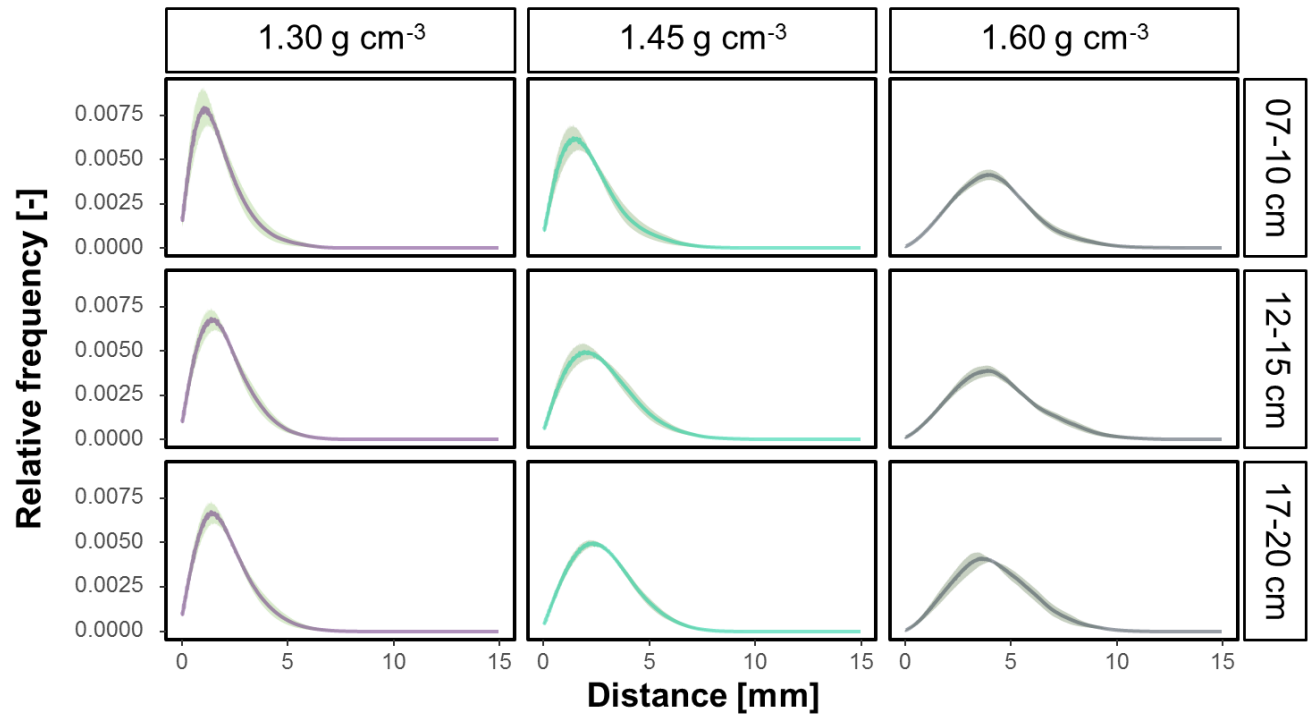 1.30 g cm-3 1.45 g cm-3 1.60 g cm-3
Relative frequency [-]
0.0075
0.0050
0.0025
0.0000
07-10 cm
0.0075
0.0050
0.0025
0.0000
12-15 cm
0.0075
0.0050
0.0025
0.0000
17-20 cm
0 5 10 15 0 5 10 15 0 5 10 15
Distance [mm]